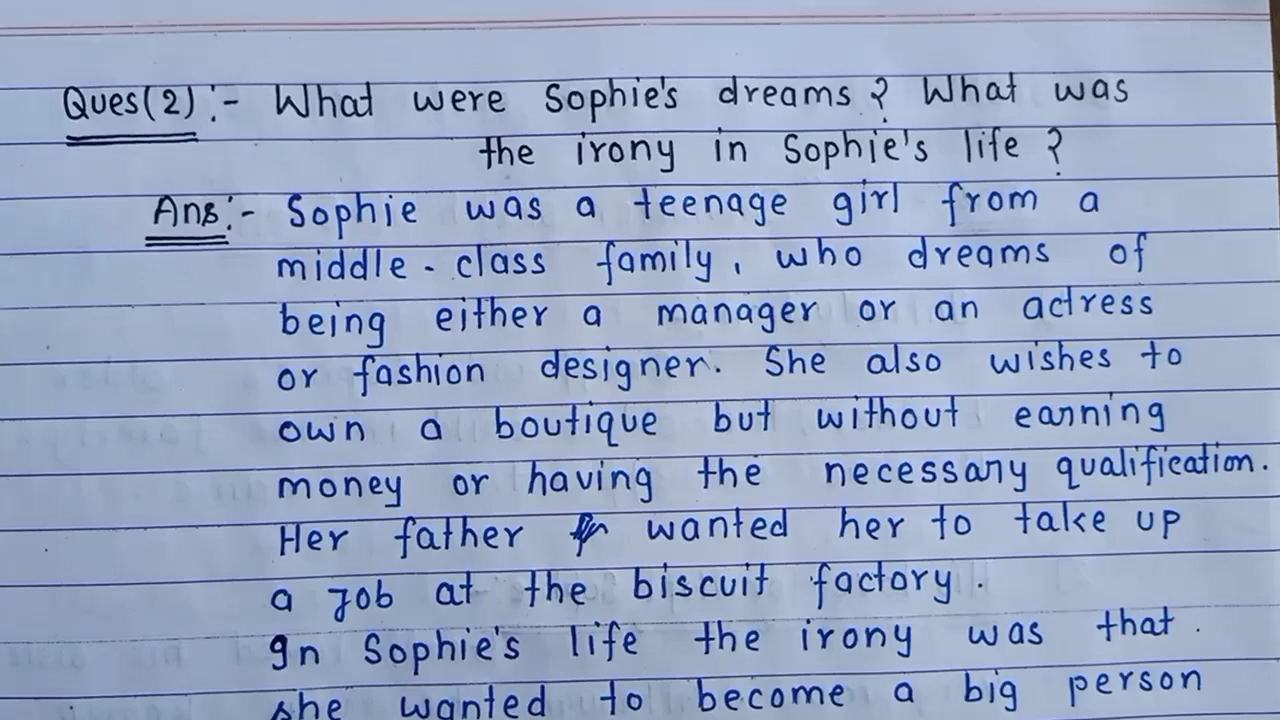 Ques(2):- What were Sophie's dreams? What was
the irony in Sophie's life?
Ans:- Sophie was a teenage girl from a
middle-class family, who dreams of
being either a manager or an actress
or fashion designer. She also wishes to
own a boutique but without earning
money or having the necessary qualification.
Her father wanted her to take up
a job at the biscuit factory.
In Sophie's life the irony was that
she wanted to become a big person